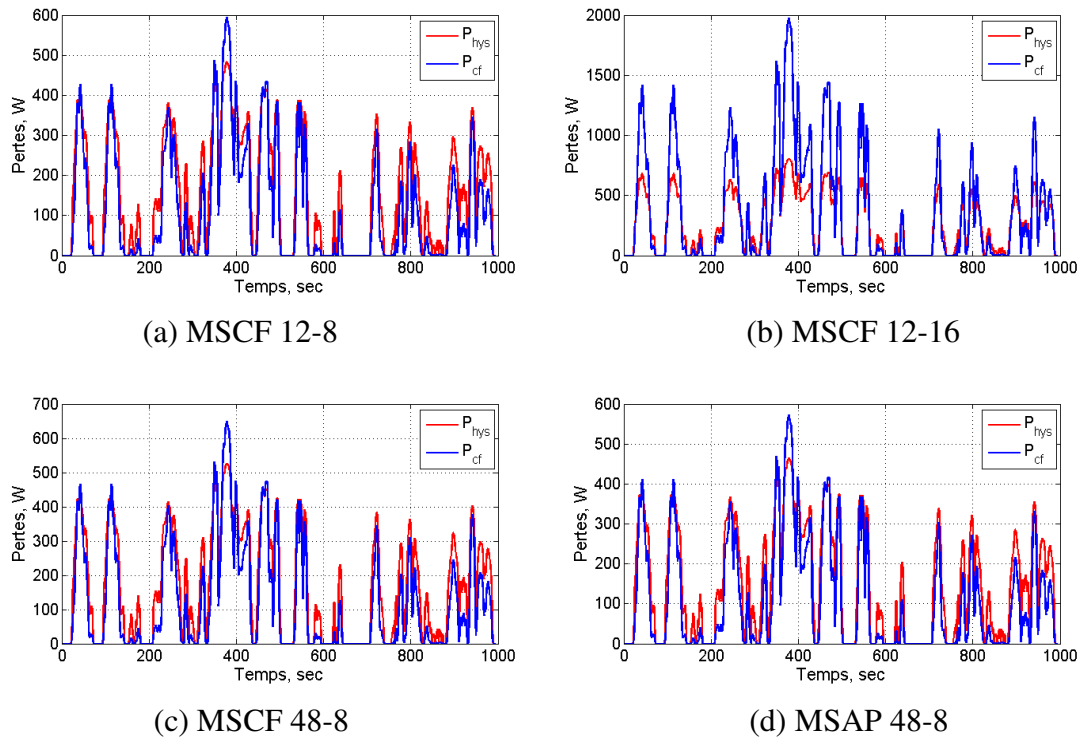 600
500
400
300
200
100
0
Pertes, W
P_hys
P_cf
0 200 400 600 800 1000
Temps, sec
(a) MSCF 12-8
2000
1500
1000
500
0
Pertes, W
P_hys
P_cf
0 200 400 600 800 1000
Temps, sec
(b) MSCF 12-16
700
600
500
400
300
200
100
0
Pertes, W
P_hys
P_cf
0 200 400 600 800 1000
Temps, sec
(c) MSCF 48-8
600
500
400
300
200
100
0
Pertes, W
P_hys
P_cf
0 200 400 600 800 1000
Temps, sec
(d) MSAP 48-8